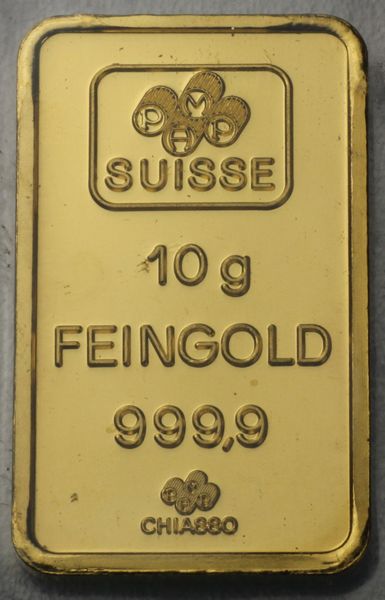 PAMP
SUISSE
10 g
FEINGOLD
999,9
PAMP
CHIASSO